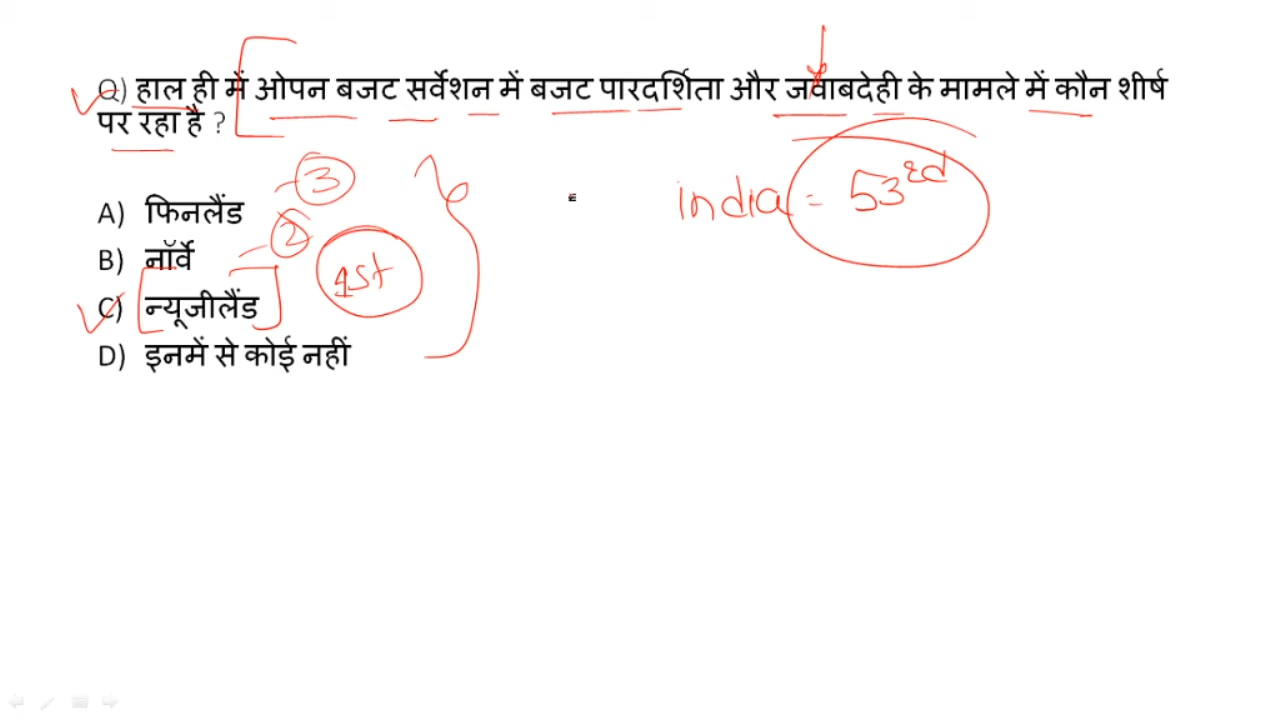 Q) हाल ही में ओपन बजट सर्वेशन में बजट पारदर्शिता और जवाबदेही के मामले में कौन शीर्ष
पर रहा है ?
A) फिनलैंड
3
B) नॉर्वे
2
C) न्यूजीलैंड
1st
D) इनमें से कोई नहीं
india = 53rd